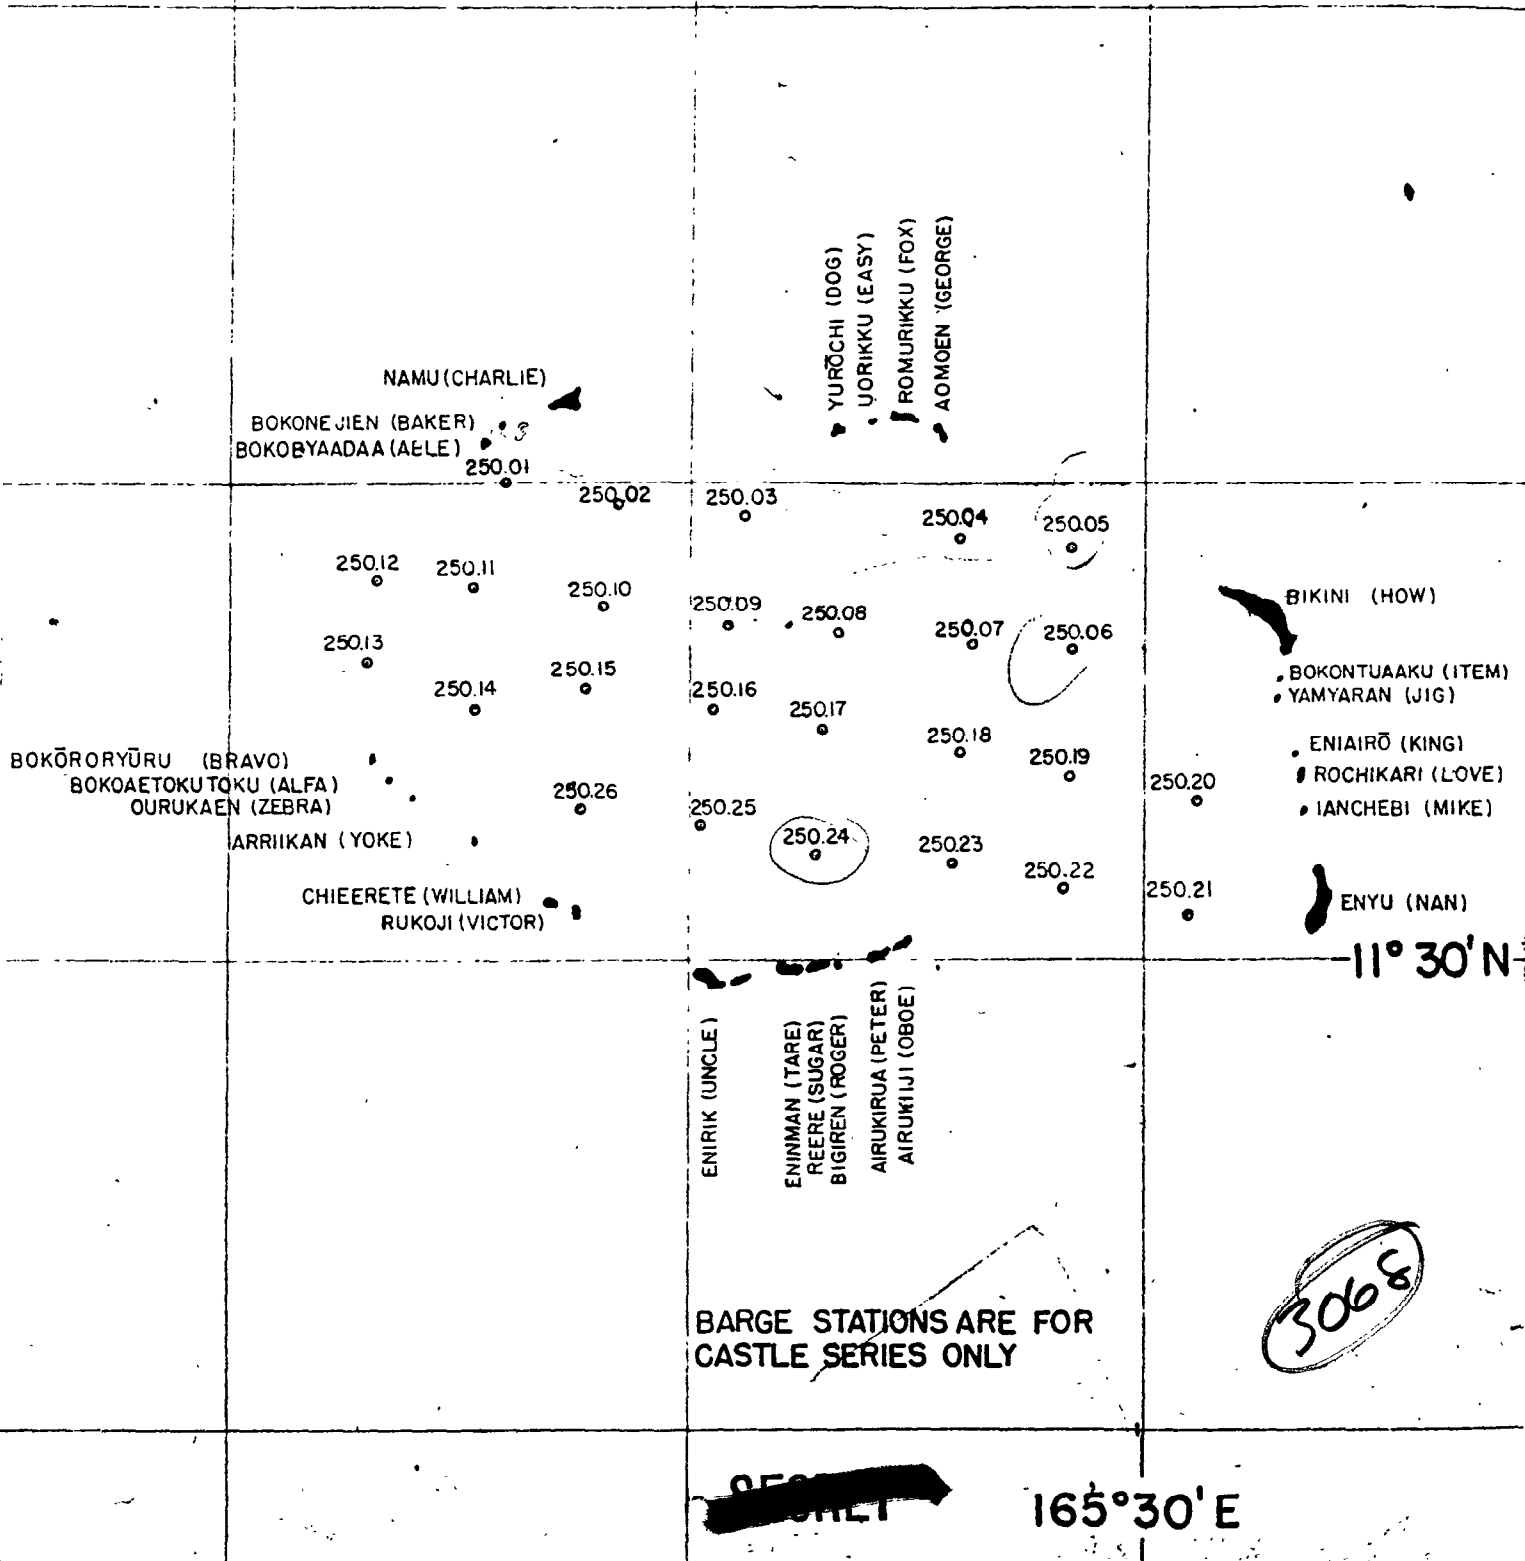 YURŌCHI (DOG)
UORIKKU (EASY)
ROMURIKKU (FOX)
AOMOEN (GEORGE)
NAMU (CHARLIE)
BOKONEJIEN (BAKER)
BOKOBYAADAA (ABLE)
250.01
250.02
250.03
250.04
250.05
250.12
250.11
250.10
250.09
250.08
250.07
250.06
BIKINI (HOW)
250.13
250.14
250.15
250.16
250.17
250.18
250.19
250.20
BOKONTUAAKU (ITEM)
YAMYARAN (JIG)
ENIAIRŌ (KING)
ROCHIKARI (LOVE)
IANCHEBI (MIKE)
BOKŌRORYŪRU (BRAVO)
BOKOAETOKUTOKU (ALFA)
OURUKAEN (ZEBRA)
ARRIIKAN (YOKE)
250.26
250.25
250.24
250.23
250.22
250.21
CHIEERETE (WILLIAM)
RUKOJI (VICTOR)
ENYU (NAN)
11° 30' N
ENIRIK (UNCLE)
ENINMAN (TARE)
REERE (SUGAR)
BIGIREN (ROGER)
AIRUKIRUA (PETER)
AIRUKIIJI (OBOE)
BARGE STATIONS ARE FOR
CASTLE SERIES ONLY
3068
SECRET
165° 30' E